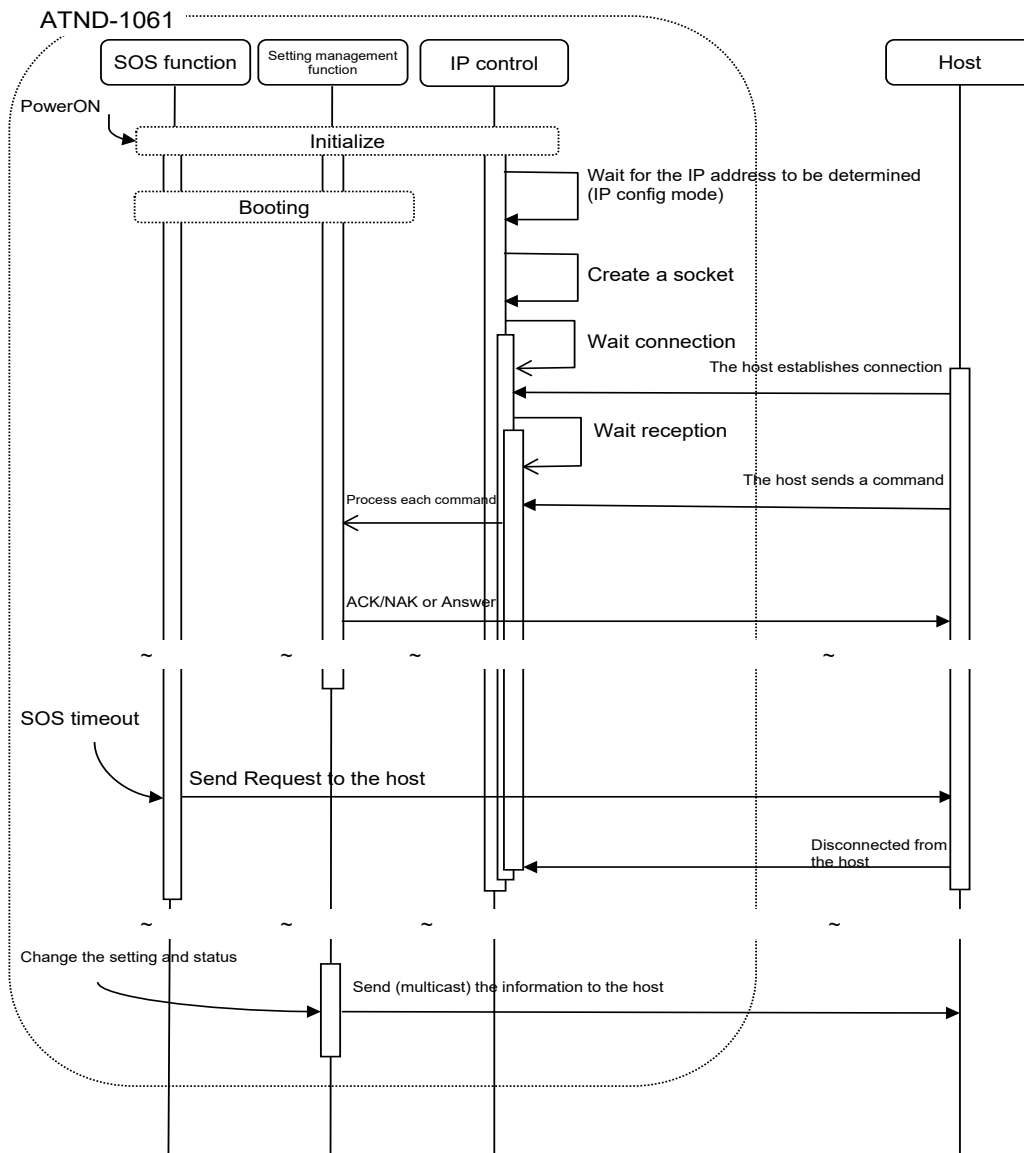 ATND-1061
SOS function
Setting management
function
IP control
Host
PowerON
Initialize
Wait for the IP address to be determined
(IP config mode)
Booting
Create a socket
Wait connection
The host establishes connection
Wait reception
The host sends a command
Process each command
ACK/NAK or Answer
~ ~ ~ ~
SOS timeout
Send Request to the host
Disconnected from
the host
~ ~ ~ ~
Change the setting and status
Send (multicast) the information to the host